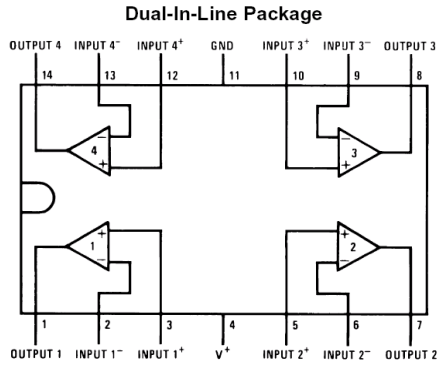 Dual-In-Line Package
OUTPUT 4 INPUT 4⁻ INPUT 4⁺ GND INPUT 3⁺ INPUT 3⁻ OUTPUT 3
14 13 12 11 10 9 8
4 − +
− + 3
1 + −
+ − 2
1 2 3 4 5 6 7
OUTPUT 1 INPUT 1⁻ INPUT 1⁺ V⁺ INPUT 2⁺ INPUT 2⁻ OUTPUT 2